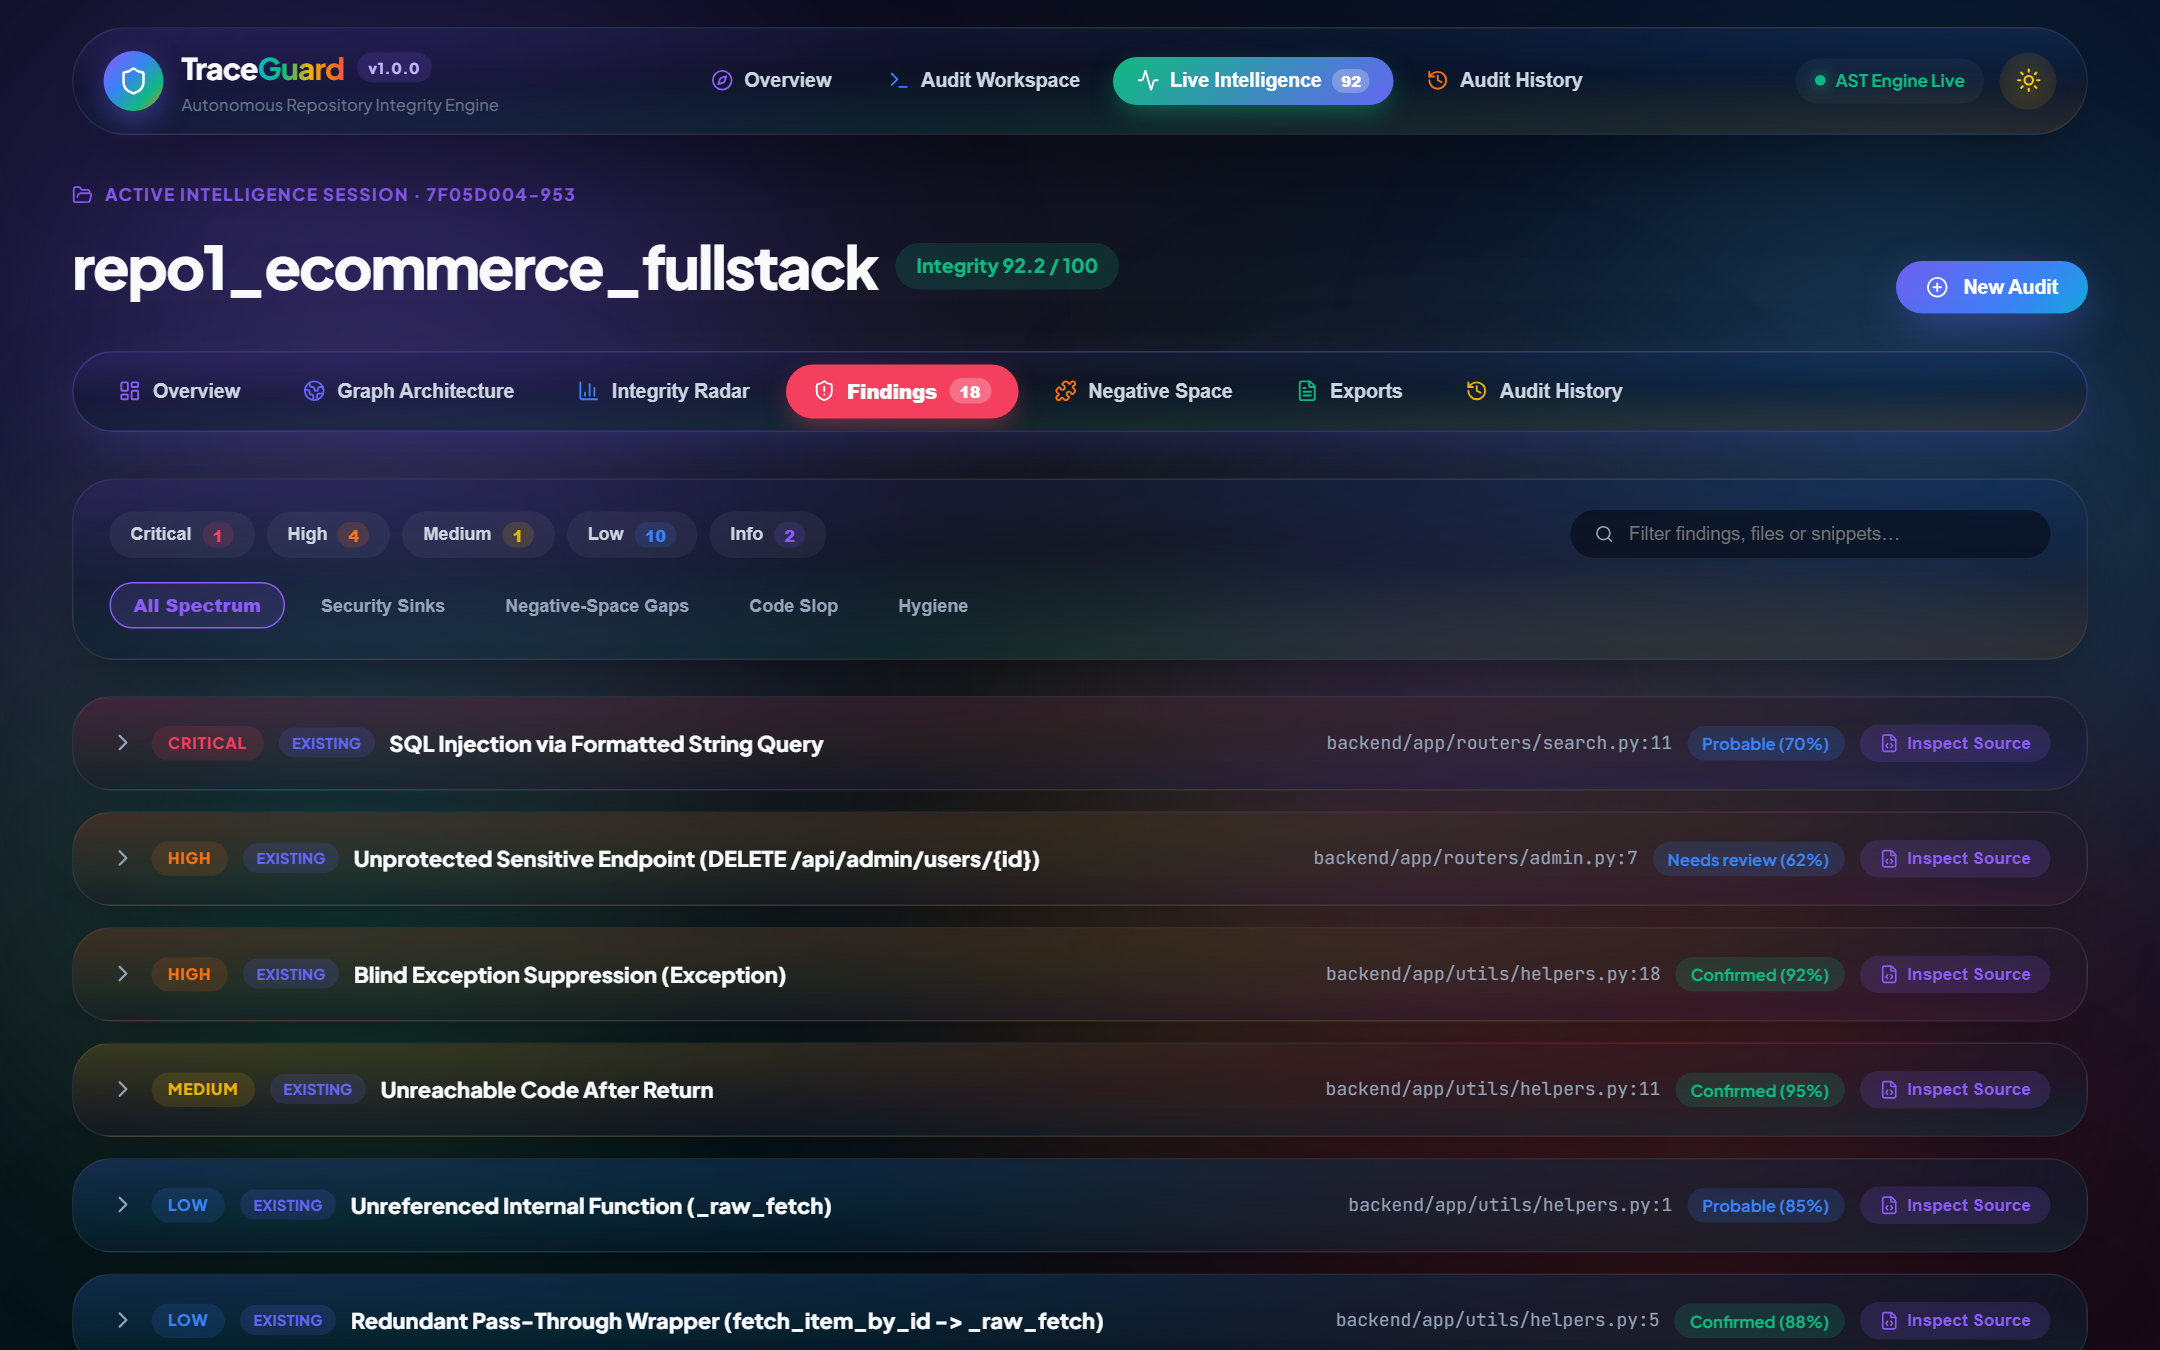 TraceGuard v1.0.0
Autonomous Repository Integrity Engine
Overview
Audit Workspace
Live Intelligence 92
Audit History
AST Engine Live
ACTIVE INTELLIGENCE SESSION · 7F05D004-953
repo1_ecommerce_fullstack Integrity 92.2 / 100
New Audit
Overview
Graph Architecture
Integrity Radar
Findings 18
Negative Space
Exports
Audit History
Critical 1
High 4
Medium 1
Low 10
Info 2
Filter findings, files or snippets...
All Spectrum
Security Sinks
Negative-Space Gaps
Code Slop
Hygiene
CRITICAL EXISTING SQL Injection via Formatted String Query backend/app/routers/search.py:11 Probable (70%) Inspect Source
HIGH EXISTING Unprotected Sensitive Endpoint (DELETE /api/admin/users/{id}) backend/app/routers/admin.py:7 Needs review (62%) Inspect Source
HIGH EXISTING Blind Exception Suppression (Exception) backend/app/utils/helpers.py:18 Confirmed (92%) Inspect Source
MEDIUM EXISTING Unreachable Code After Return backend/app/utils/helpers.py:11 Confirmed (95%) Inspect Source
LOW EXISTING Unreferenced Internal Function (_raw_fetch) backend/app/utils/helpers.py:1 Probable (85%) Inspect Source
LOW EXISTING Redundant Pass-Through Wrapper (fetch_item_by_id -> _raw_fetch) backend/app/utils/helpers.py:5 Confirmed (88%) Inspect Source